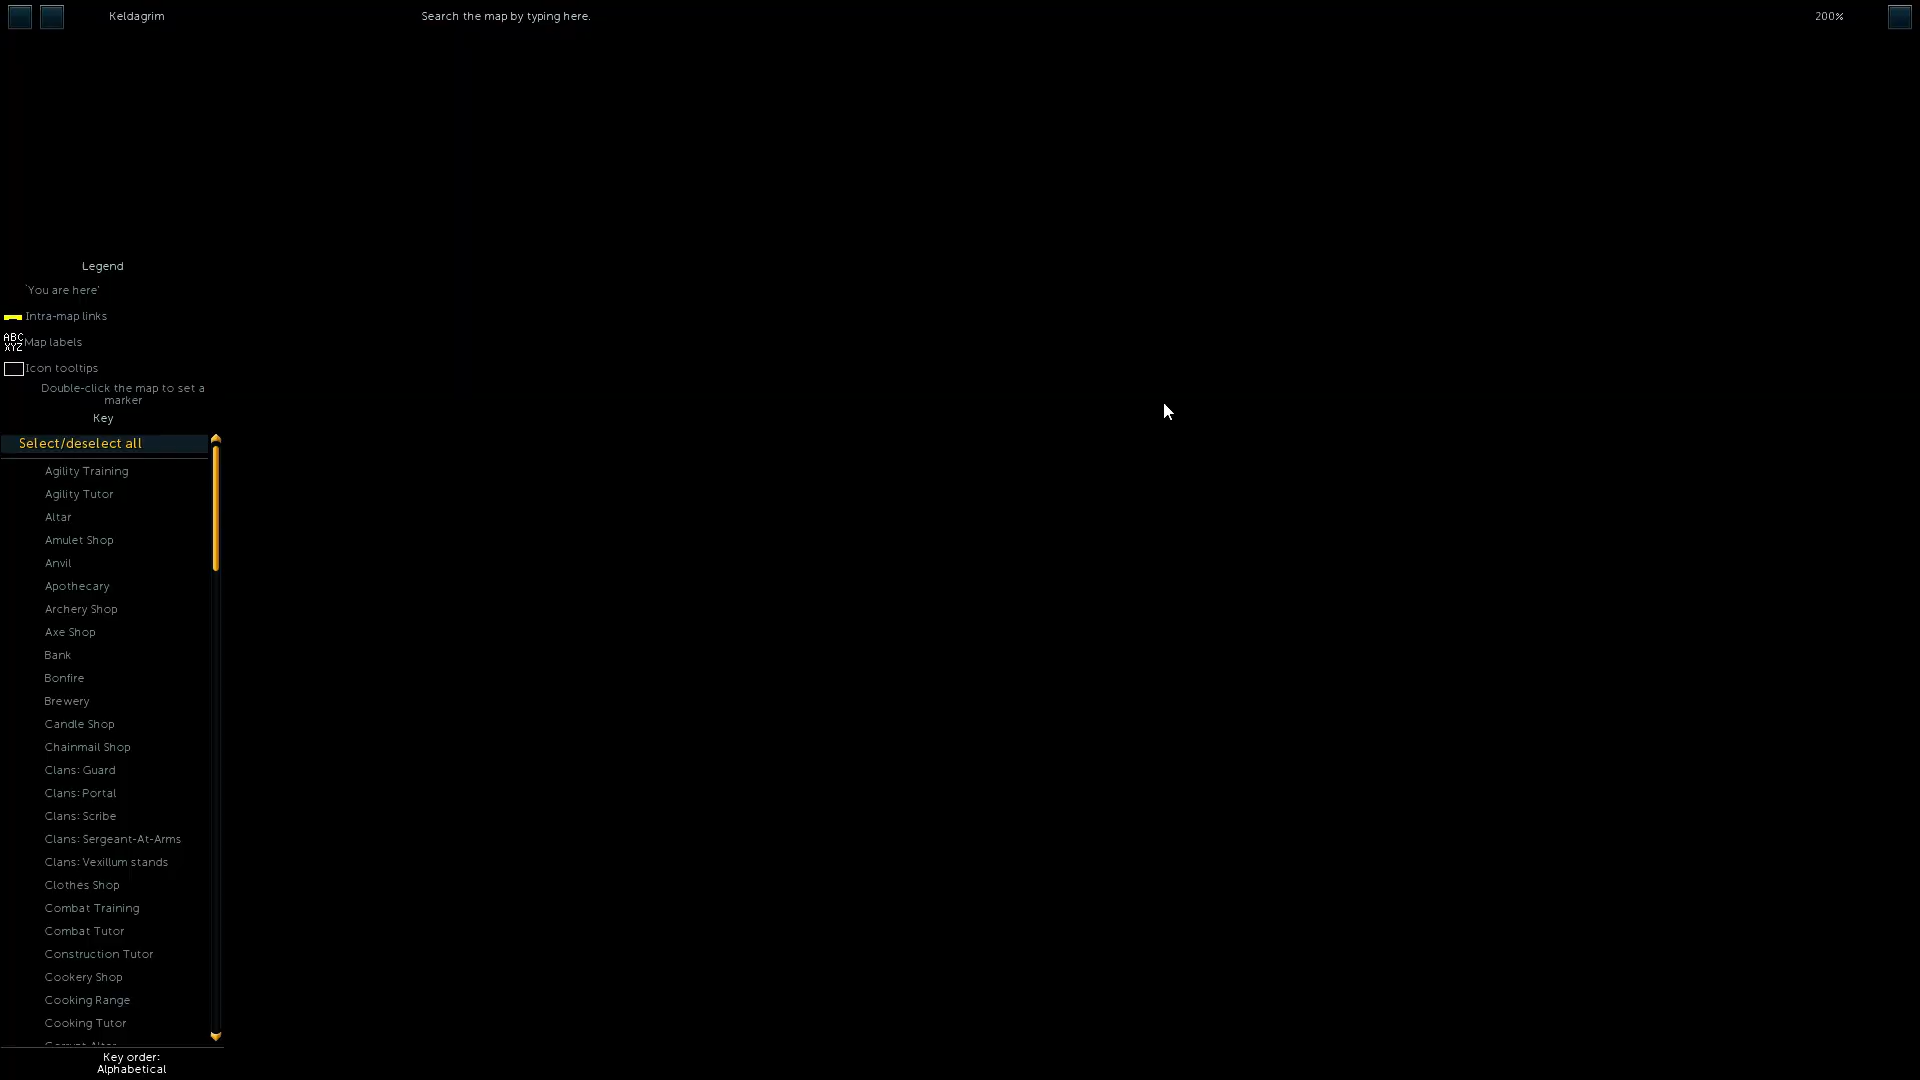 Keldagrim
Search the map by typing here.
200%
Legend
'You are here'
Intra-map links
ABC
XYZ
Map labels
Icon tooltips
Double-click the map to set a
marker
Key
Select/deselect all
Agility Training
Agility Tutor
Altar
Amulet Shop
Anvil
Apothecary
Archery Shop
Axe Shop
Bank
Bonfire
Brewery
Candle Shop
Chainmail Shop
Clans: Guard
Clans: Portal
Clans: Scribe
Clans: Sergeant-At-Arms
Clans: Vexillum stands
Clothes Shop
Combat Training
Combat Tutor
Construction Tutor
Cookery Shop
Cooking Range
Cooking Tutor
Key order:
Alphabetical